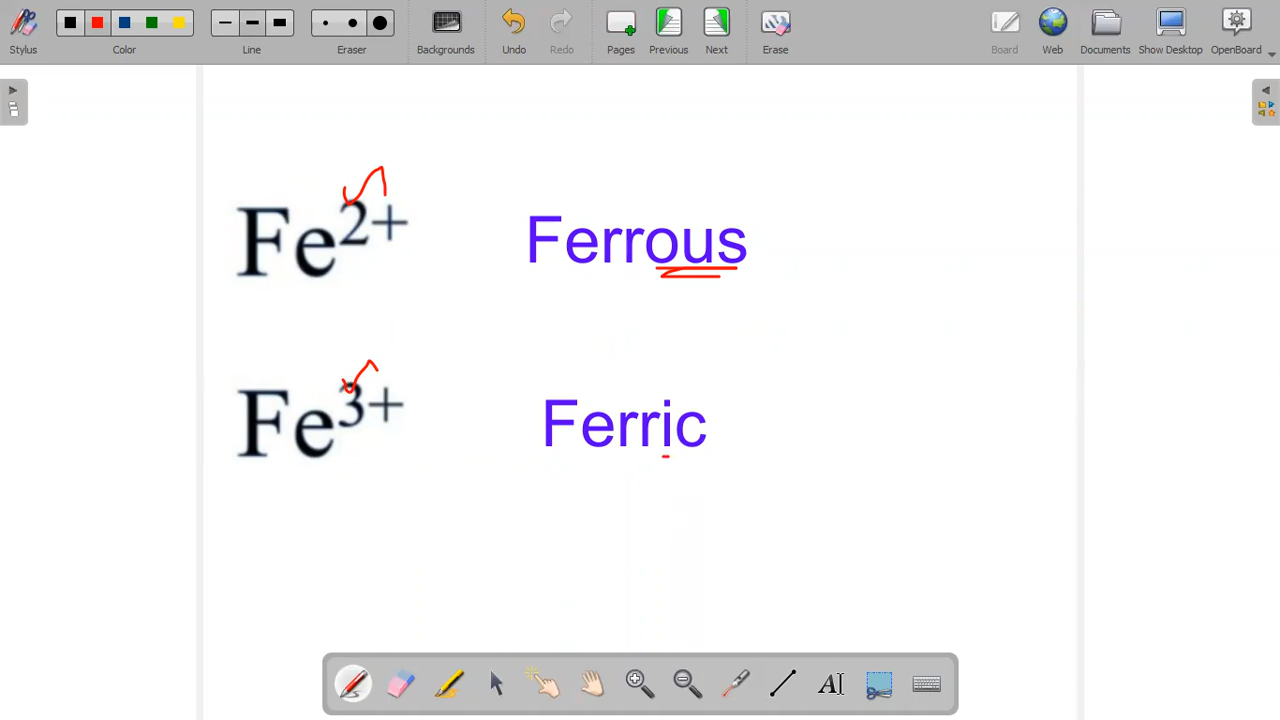 Stylus Color Line Eraser Backgrounds Undo Redo Pages Previous Next Erase Board Web Documents Show Desktop OpenBoard
Fe²⁺ Ferrous
Fe³⁺ Ferric